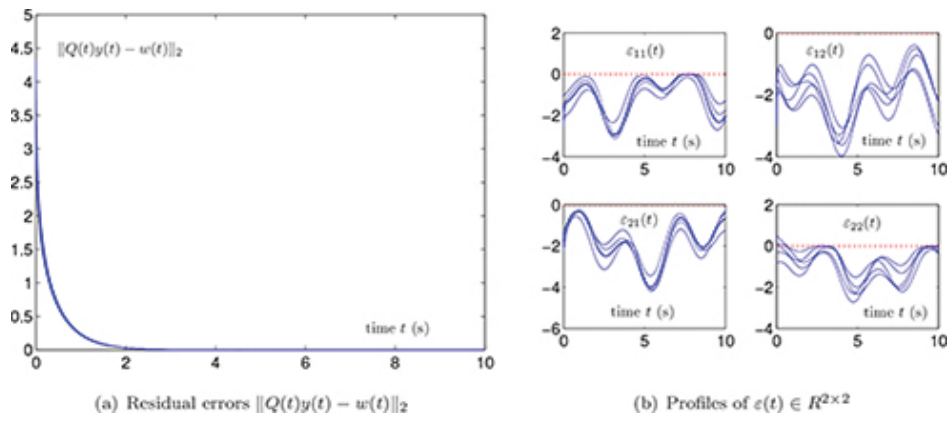 5
4.5
4
3.5
3
2.5
2
1.5
1
0.5
0
0 2 4 6 8 10
‖Q(t)y(t) − w(t)‖₂
time t (s)
(a) Residual errors ‖Q(t)y(t) − w(t)‖₂
2
0
−2
−4
0 5 10
ε₁₁(t)
time t (s)
0
−2
−4
0 5 10
ε₁₂(t)
time t (s)
0
−2
−4
−6
0 5 10
ε₂₁(t)
time t (s)
2
0
−2
−4
0 5 10
ε₂₂(t)
time t (s)
(b) Profiles of ε(t) ∈ R²ˣ²